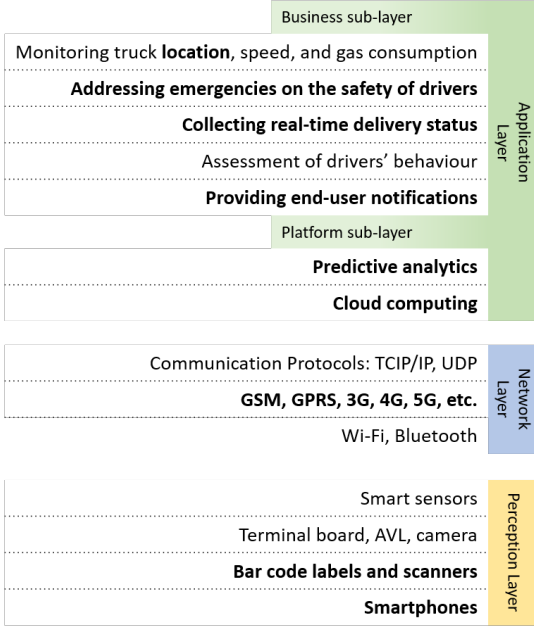 Business sub-layer
Monitoring truck location, speed, and gas consumption
Addressing emergencies on the safety of drivers
Collecting real-time delivery status
Assessment of drivers’ behaviour
Providing end-user notifications
Platform sub-layer
Predictive analytics
Cloud computing
Application
Layer
Communication Protocols: TCIP/IP, UDP
GSM, GPRS, 3G, 4G, 5G, etc.
Wi-Fi, Bluetooth
Network
Layer
Smart sensors
Terminal board, AVL, camera
Bar code labels and scanners
Smartphones
Perception Layer